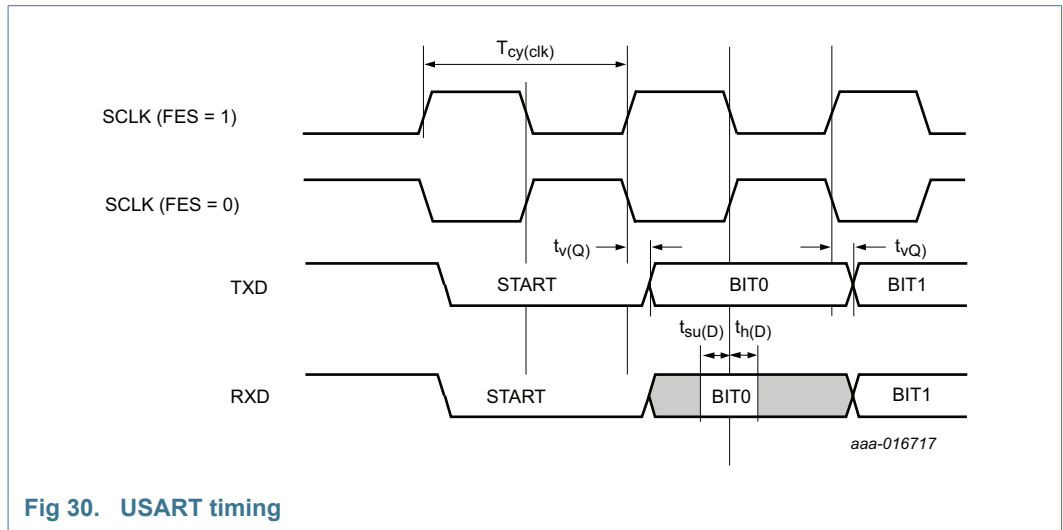 Tcy(clk)
SCLK (FES = 1)
SCLK (FES = 0)
tv(Q)
tvQ)
TXD
START
BIT0
BIT1
tsu(D)
th(D)
RXD
START
BIT0
BIT1
aaa-016717
Fig 30. USART timing